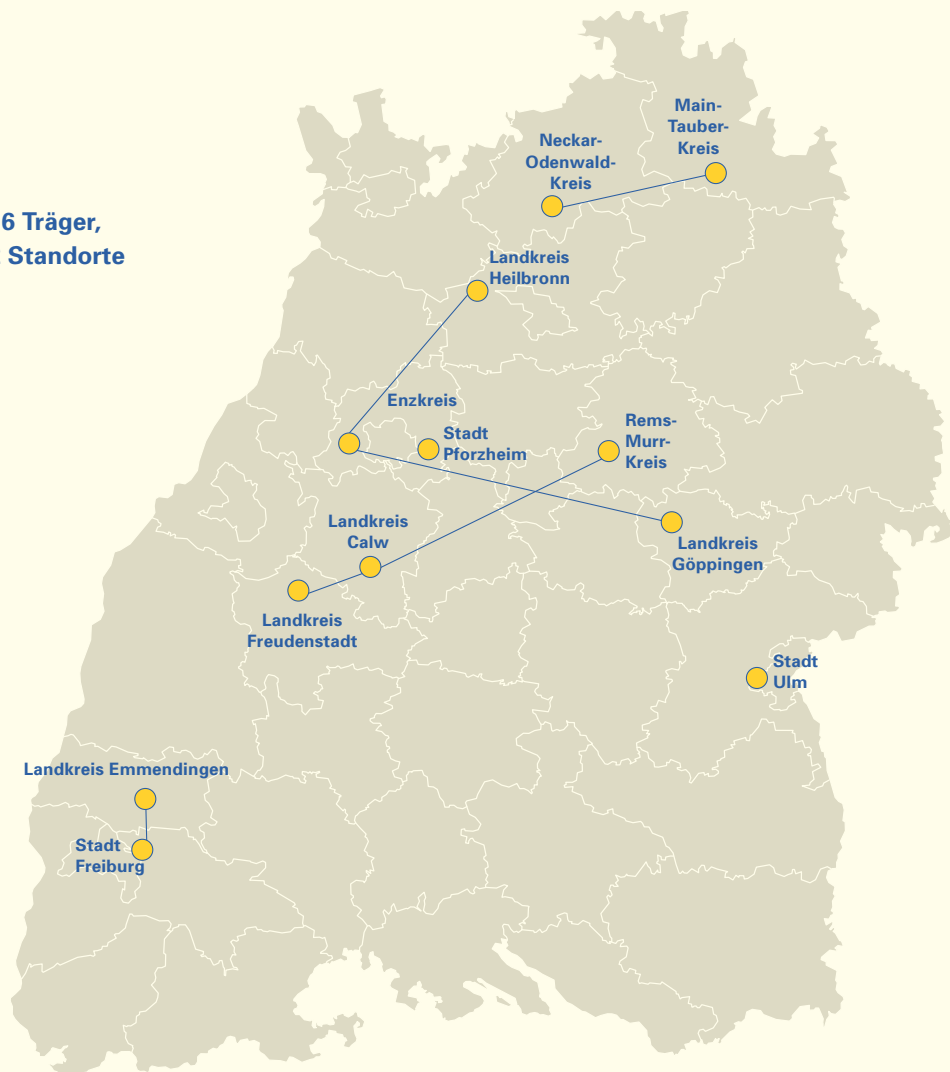 Main-
Tauber-
Kreis
Neckar-
Odenwald-
Kreis
6 Träger,
Standorte
Landkreis
Heilbronn
Enzkreis
Stadt
Pforzheim
Rems-
Murr-
Kreis
Landkreis
Calw
Landkreis
Göppingen
Landkreis
Freudenstadt
Stadt
Ulm
Landkreis Emmendingen
Stadt
Freiburg